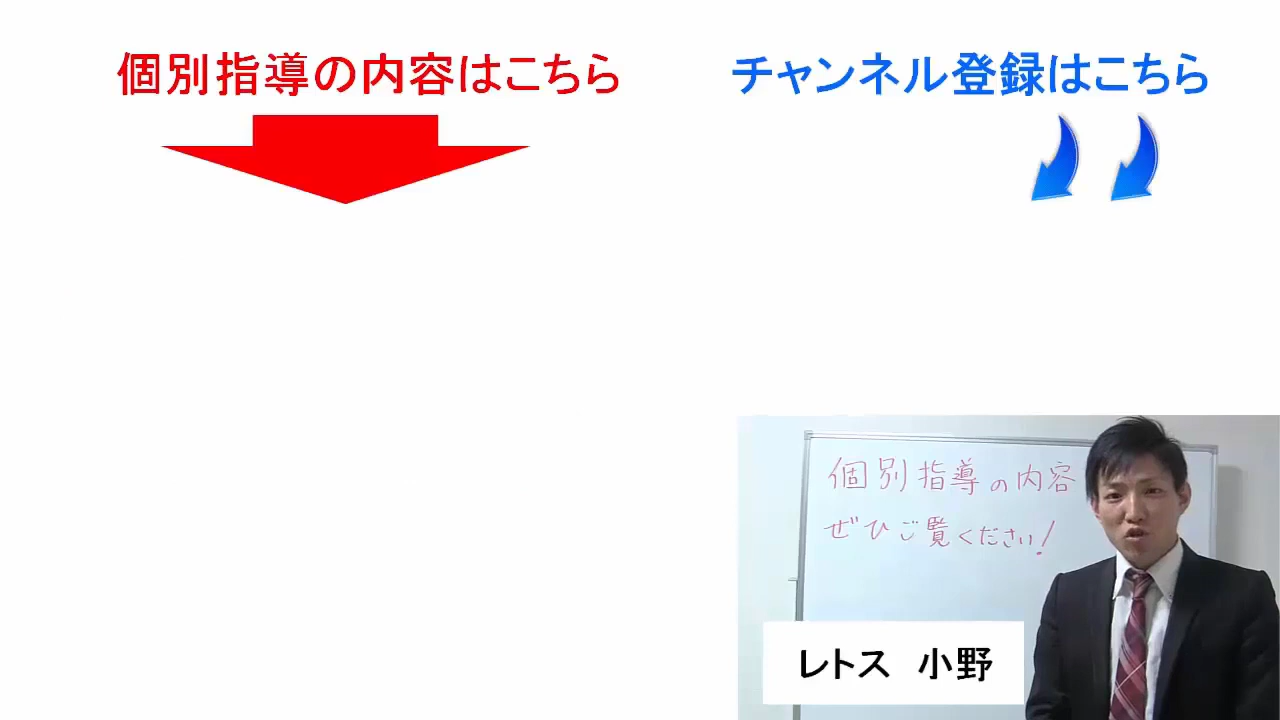 個別指導の内容はこちら
チャンネル登録はこちら
個別指導の内容
ぜひご覧ください!
レトス 小野